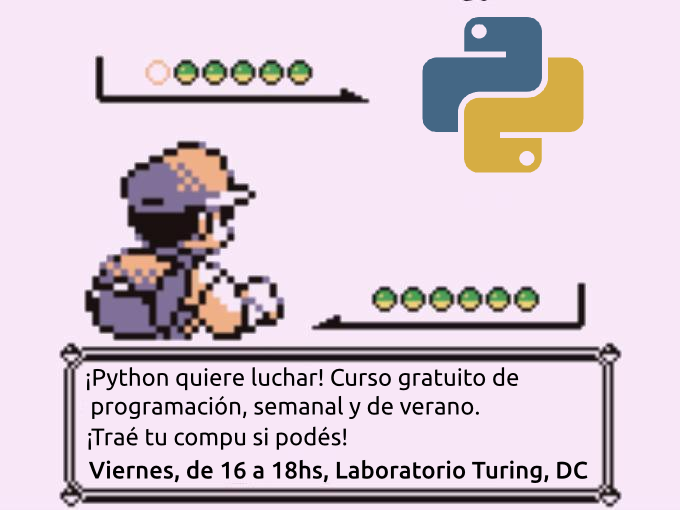 ¡Python quiere luchar! Curso gratuito de
programación, semanal y de verano.
¡Traé tu compu si podés!
Viernes, de 16 a 18hs, Laboratorio Turing, DC